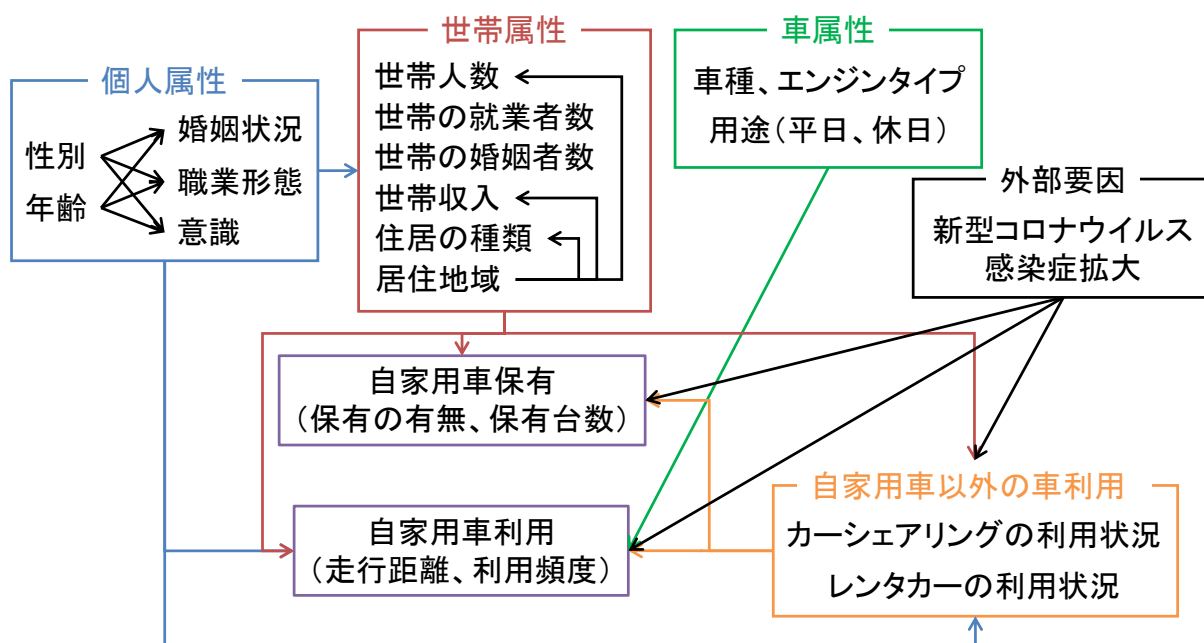 個人属性
性別
年齢
婚姻状況
職業形態
意識
世帯属性
世帯人数
世帯の就業者数
世帯の婚姻者数
世帯収入
住居の種類
居住地域
車属性
車種、エンジンタイプ
用途(平日、休日)
外部要因
新型コロナウイルス
感染症拡大
自家用車保有
(保有の有無、保有台数)
自家用車利用
(走行距離、利用頻度)
自家用車以外の車利用
カーシェアリングの利用状況
レンタカーの利用状況